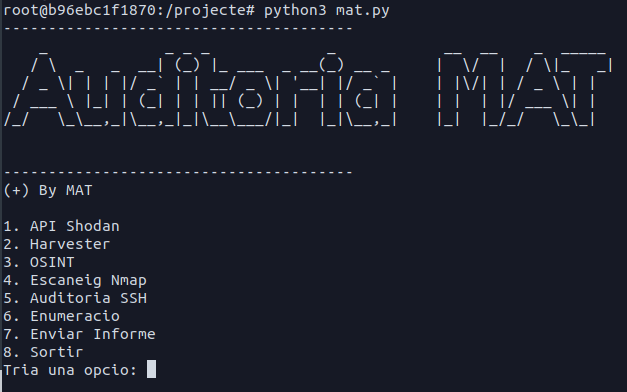 root@b96ebc1f1870:/projecte# python3 mat.py
---------------------------------------
Auditoria MAT
---------------------------------------
(+) By MAT
1. API Shodan
2. Harvester
3. OSINT
4. Escaneig Nmap
5. Auditoria SSH
6. Enumeracio
7. Enviar Informe
8. Sortir
Tria una opcio: